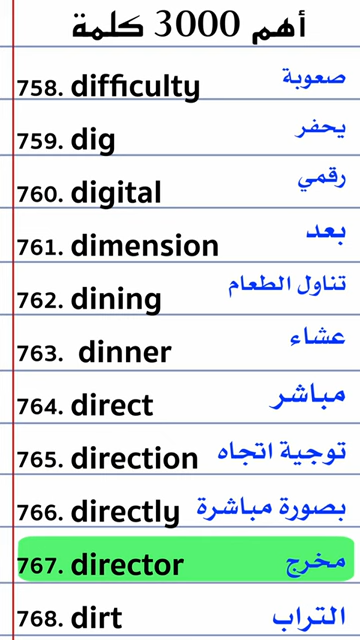 أهم 3000 كلمة
758. difficulty صعوبة
759. dig يحفر
760. digital رقمي
761. dimension بعد
762. dining تناول الطعام
763. dinner عشاء
764. direct مباشر
765. direction توجية اتجاه
766. directly بصورة مباشرة
767. director مخرج
768. dirt التراب